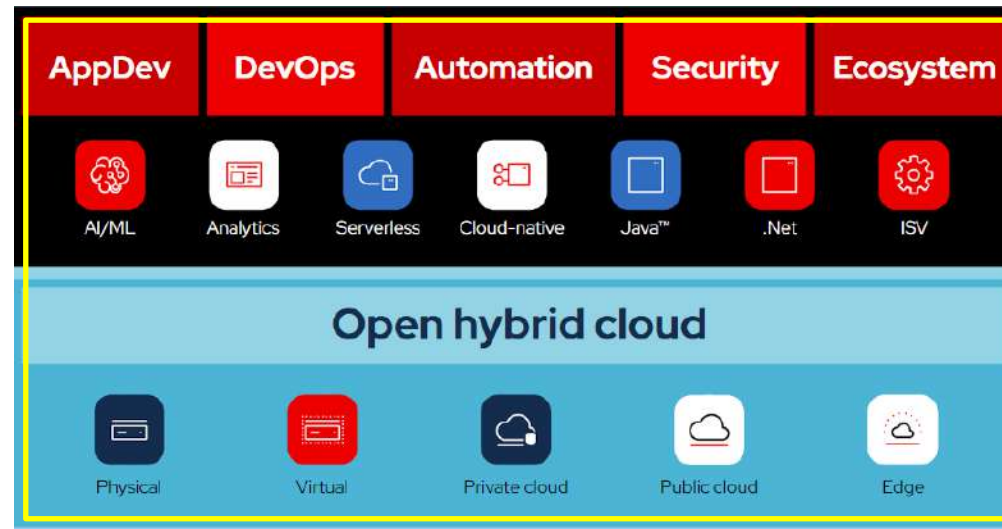 AppDev DevOps Automation Security Ecosystem
AI/ML Analytics Serverless Cloud-native Java™ .Net ISV
Open hybrid cloud
Physical Virtual Private cloud Public cloud Edge